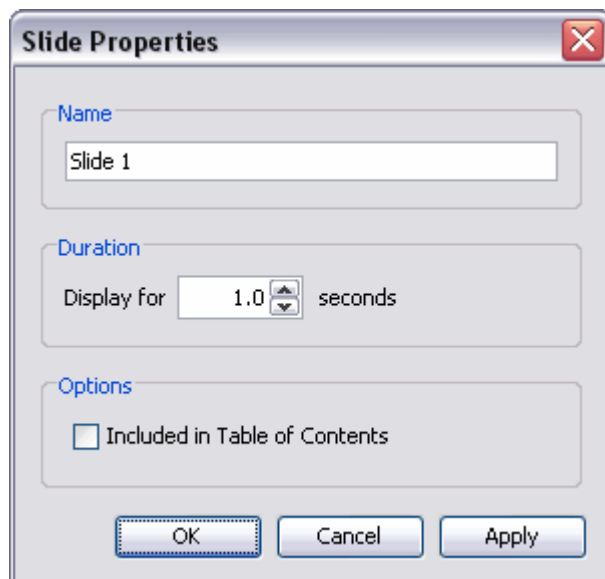 Slide Properties
Name
Slide 1
Duration
Display for 1.0 seconds
Options
Included in Table of Contents
OK Cancel Apply